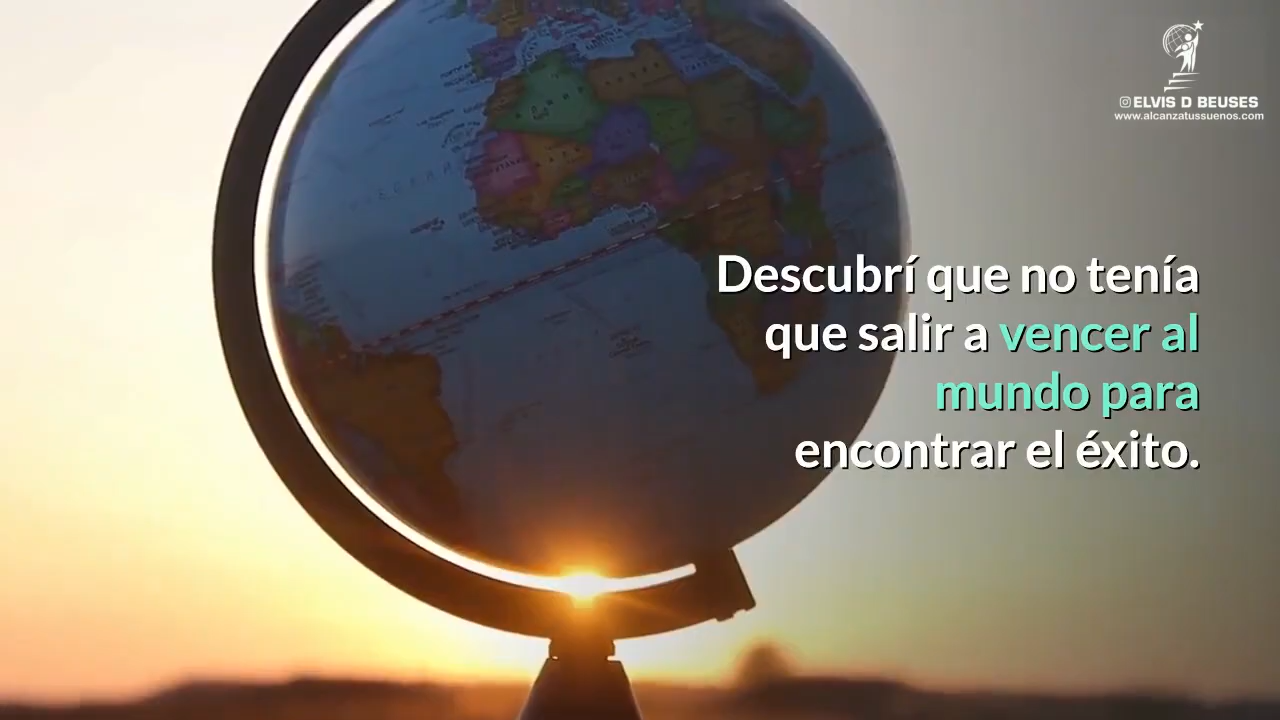 ELVIS D BEUSES
www.alcanzatussuenos.com
Descubrí que no tenía
que salir a vencer al
mundo para
encontrar el éxito.